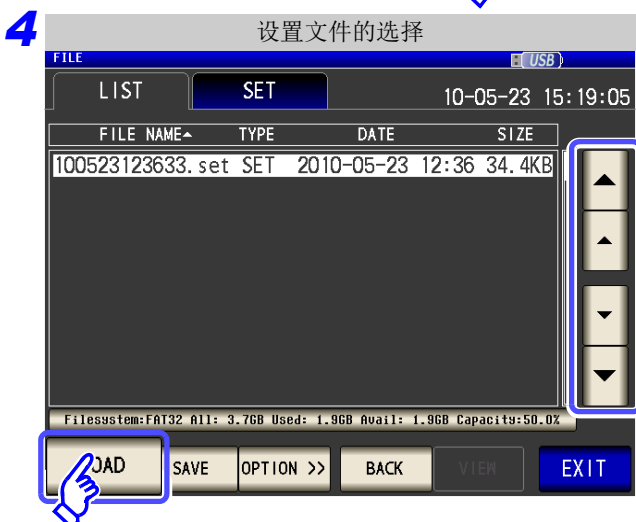 4
设置文件的选择
FILE USB
LIST SET 10-05-23 15:19:05
FILE NAME▲ TYPE DATE SIZE
100523123633.set SET 2010-05-23 12:36 34.4KB
Filesystem:FAT32 All: 3.7GB Used: 1.9GB Avail: 1.9GB Capacity:50.0%
OAD SAVE OPTION >> BACK VIEW EXIT